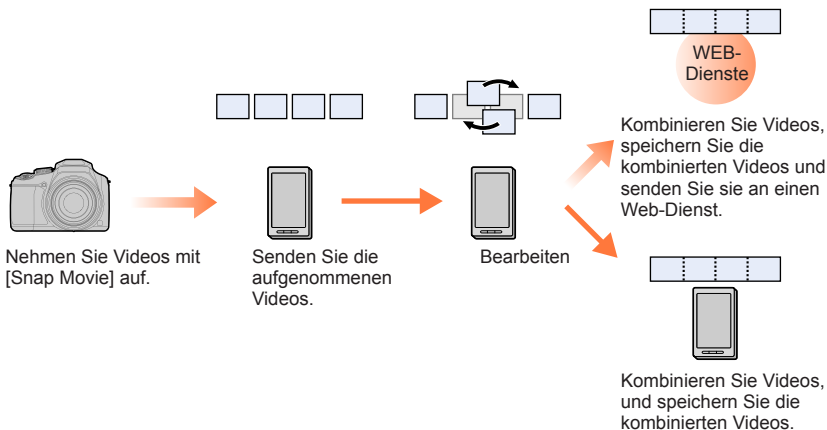 Nehmen Sie Videos mit
[Snap Movie] auf.
Senden Sie die
aufgenommenen
Videos.
Bearbeiten
WEB-
Dienste
Kombinieren Sie Videos,
speichern Sie die
kombinierten Videos und
senden Sie sie an einen
Web-Dienst.
Kombinieren Sie Videos,
und speichern Sie die
kombinierten Videos.